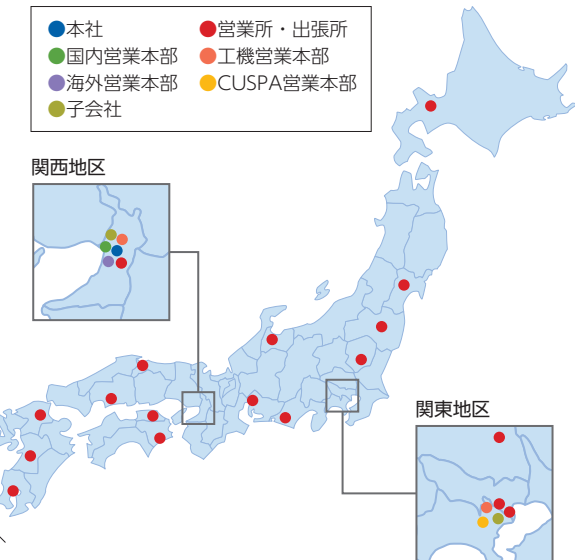 本社
営業所・出張所
国内営業本部
工機営業本部
海外営業本部
CUSPA営業本部
子会社
関西地区
関東地区